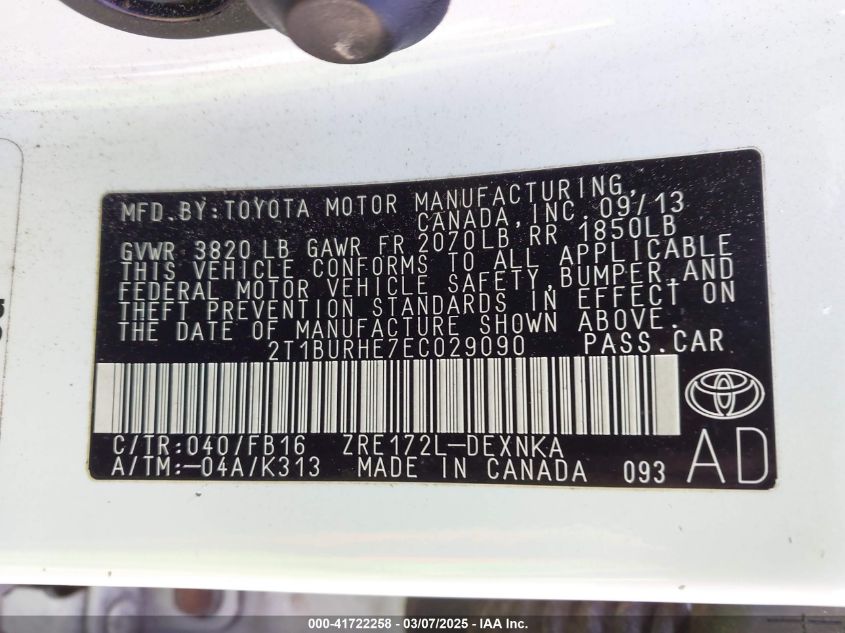 MFD.BY:TOYOTA MOTOR MANUFACTURING,
CANADA,INC. 09/13
GVWR 3820 LB GAWR FR 2070LB RR 1850LB
THIS VEHICLE CONFORMS TO ALL APPLICABLE
FEDERAL MOTOR VEHICLE SAFETY,BUMPER,AND
THEFT PREVENTION STANDARDS IN EFFECT ON
THE DATE OF MANUFACTURE SHOWN ABOVE.
2T1BURHE7EC029090 PASS.CAR
C/TR:040/FB16 ZRE172L-DEXNKA
A/TM:-04A/K313 MADE IN CANADA 093
AD
000-41722258 | 03/07/2025 - IAA Inc.